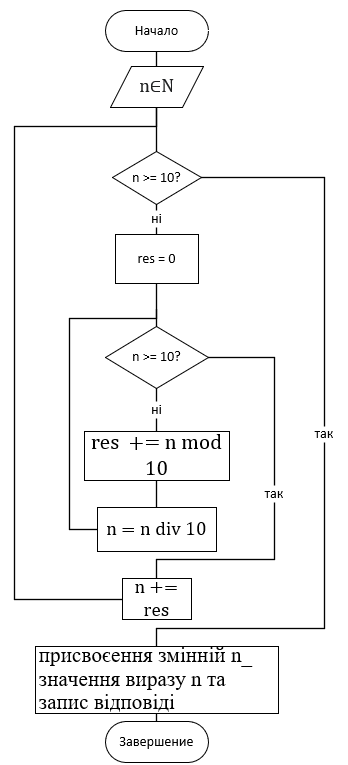 Начало
n∈N
n >= 10?
ні
res = 0
n >= 10?
ні
так
res += n mod
10
так
n = n div 10
n +=
res
присвоєення змінній n_
значення виразу n та
запис відповіді
Завершение